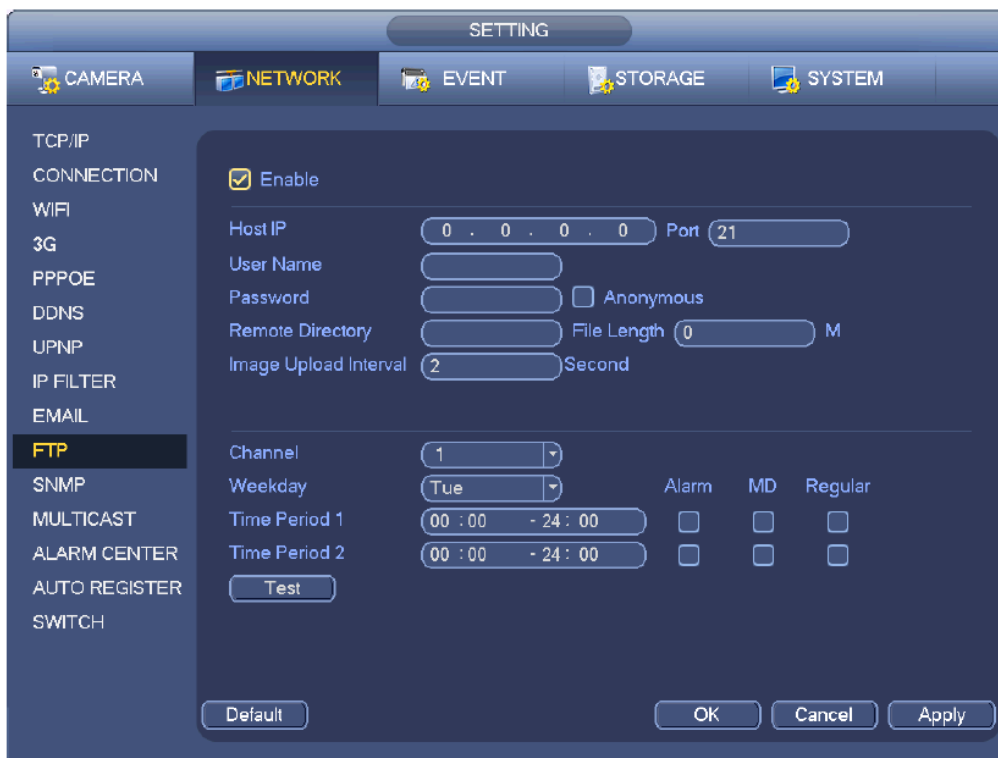 SETTING
CAMERA NETWORK EVENT STORAGE SYSTEM
TCP/IP
CONNECTION
WIFI
3G
PPPOE
DDNS
UPNP
IP FILTER
EMAIL
FTP
SNMP
MULTICAST
ALARM CENTER
AUTO REGISTER
SWITCH
Enable
Host IP 0 . 0 . 0 . 0 Port 21
User Name
Password Anonymous
Remote Directory File Length 0 M
Image Upload Interval 2 Second
Channel 1
Weekday Tue Alarm MD Regular
Time Period 1 00 :00 - 24: 00
Time Period 2 00 :00 - 24: 00
Test
Default OK Cancel Apply